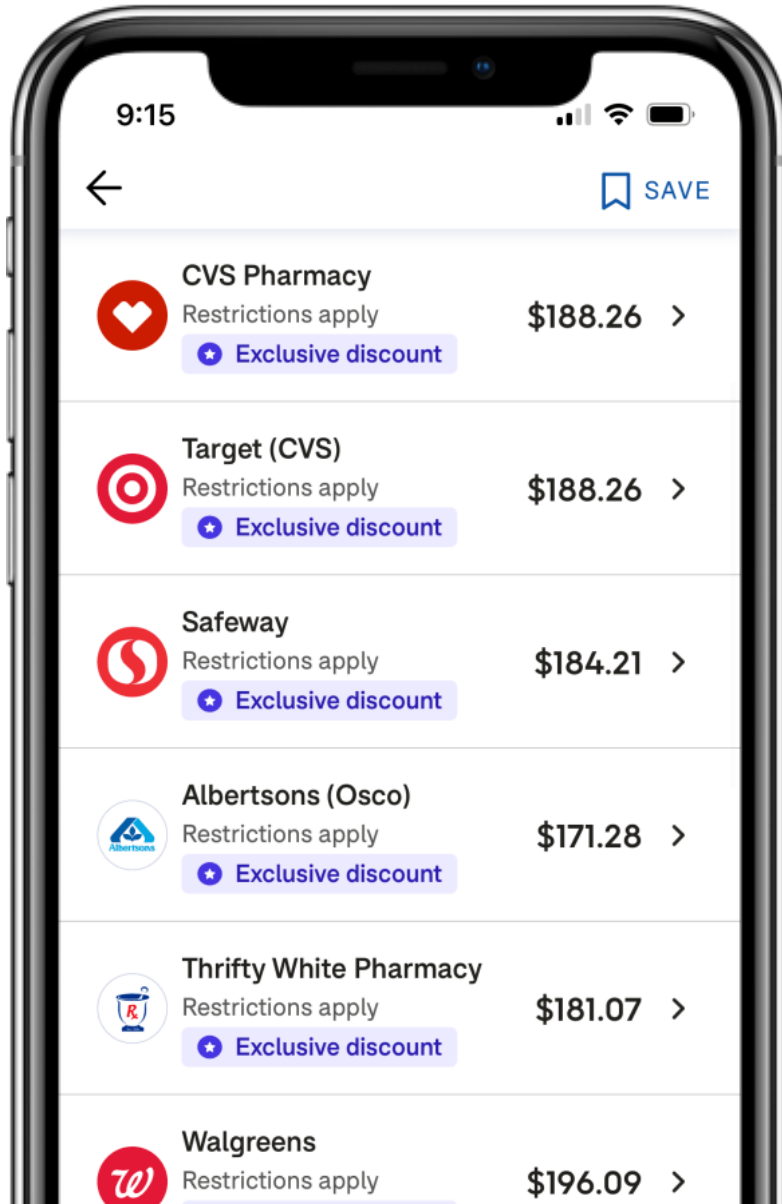 9:15
SAVE
CVS Pharmacy
Restrictions apply
$188.26
Exclusive discount
Target (CVS)
Restrictions apply
$188.26
Exclusive discount
Safeway
Restrictions apply
$184.21
Exclusive discount
Albertsons (Osco)
Restrictions apply
$171.28
Albertsons
Exclusive discount
Thrifty White Pharmacy
Restrictions apply
$181.07
Rx
Exclusive discount
Walgreens
Restrictions apply
$196.09
W